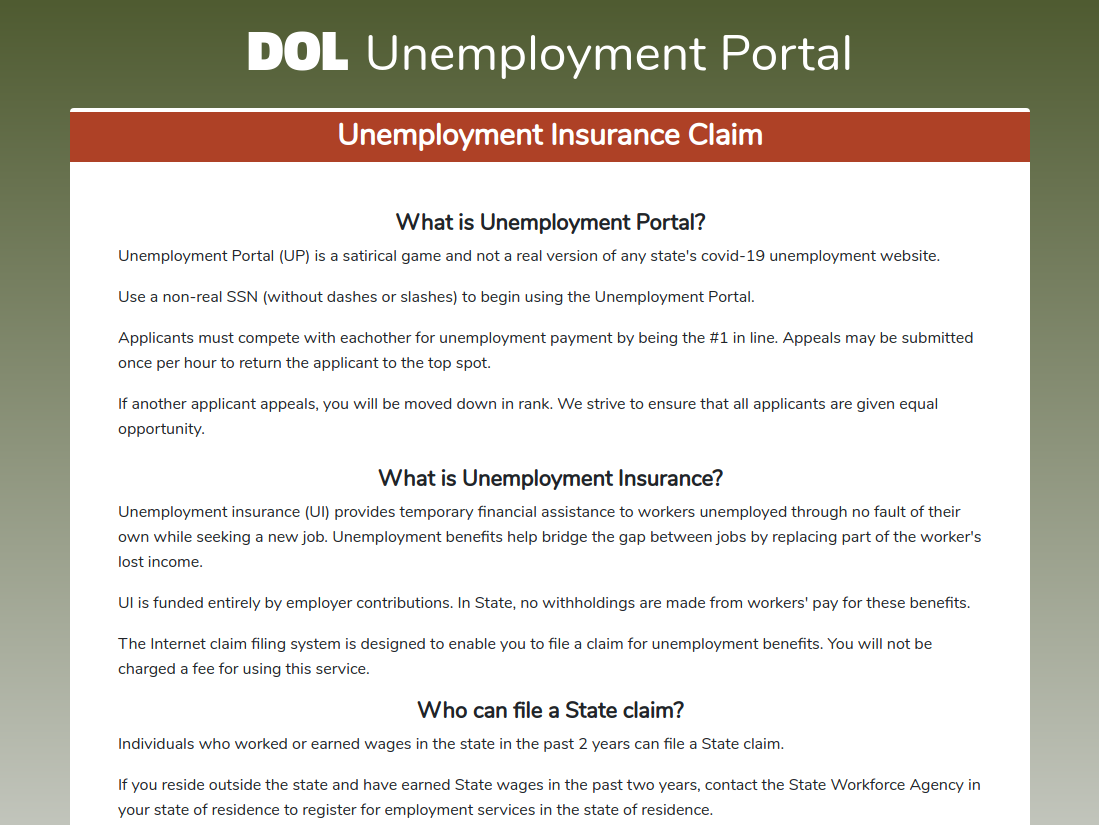 DOL Unemployment Portal
Unemployment Insurance Claim
What is Unemployment Portal?
Unemployment Portal (UP) is a satirical game and not a real version of any state's covid-19 unemployment website.
Use a non-real SSN (without dashes or slashes) to begin using the Unemployment Portal.
Applicants must compete with eachother for unemployment payment by being the #1 in line. Appeals may be submitted
once per hour to return the applicant to the top spot.
If another applicant appeals, you will be moved down in rank. We strive to ensure that all applicants are given equal
opportunity.
What is Unemployment Insurance?
Unemployment insurance (UI) provides temporary financial assistance to workers unemployed through no fault of their
own while seeking a new job. Unemployment benefits help bridge the gap between jobs by replacing part of the worker's
lost income.
UI is funded entirely by employer contributions. In State, no withholdings are made from workers' pay for these benefits.
The Internet claim filing system is designed to enable you to file a claim for unemployment benefits. You will not be
charged a fee for using this service.
Who can file a State claim?
Individuals who worked or earned wages in the state in the past 2 years can file a State claim.
If you reside outside the state and have earned State wages in the past two years, contact the State Workforce Agency in
your state of residence to register for employment services in the state of residence.